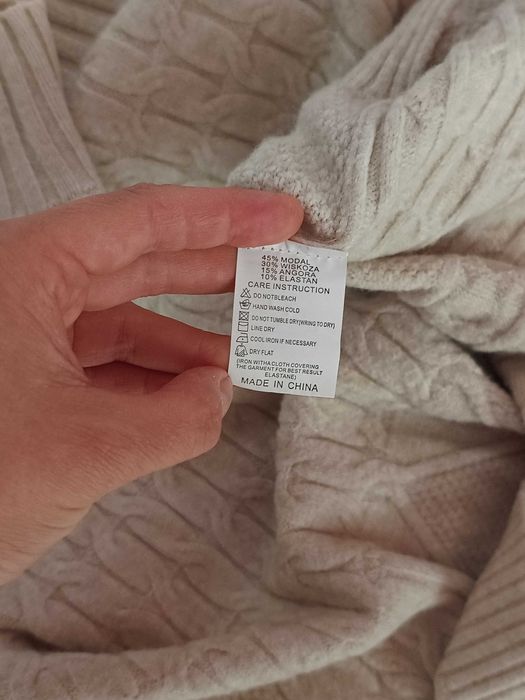 45% MODAL
30% WISKOZA
15% ANGORA
10% ELASTAN
CARE INSTRUCTION
DO NOTBLEACH
HAND WASH COLD
DO NOT TUMBLE DRY(WRING TO DRY)
LINE DRY
COOL IRON IF NECESSARY
DRY FLAT
(IRON WITHA CLOTH COVERING
THE GARMENT FOR BEST RESULT
ELASTANE)
MADE IN CHINA